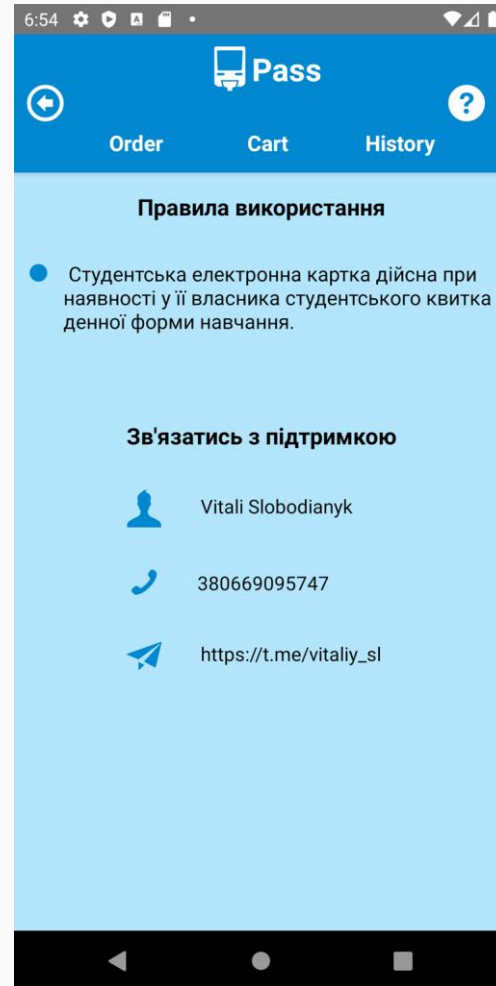 6:54
Pass
?
Order Cart History
Правила використання
Студентська електронна картка дійсна при
наявності у її власника студентського квитка
денної форми навчання.
Зв'язатись з підтримкою
Vitali Slobodianyk
380669095747
https://t.me/vitaliy_sl